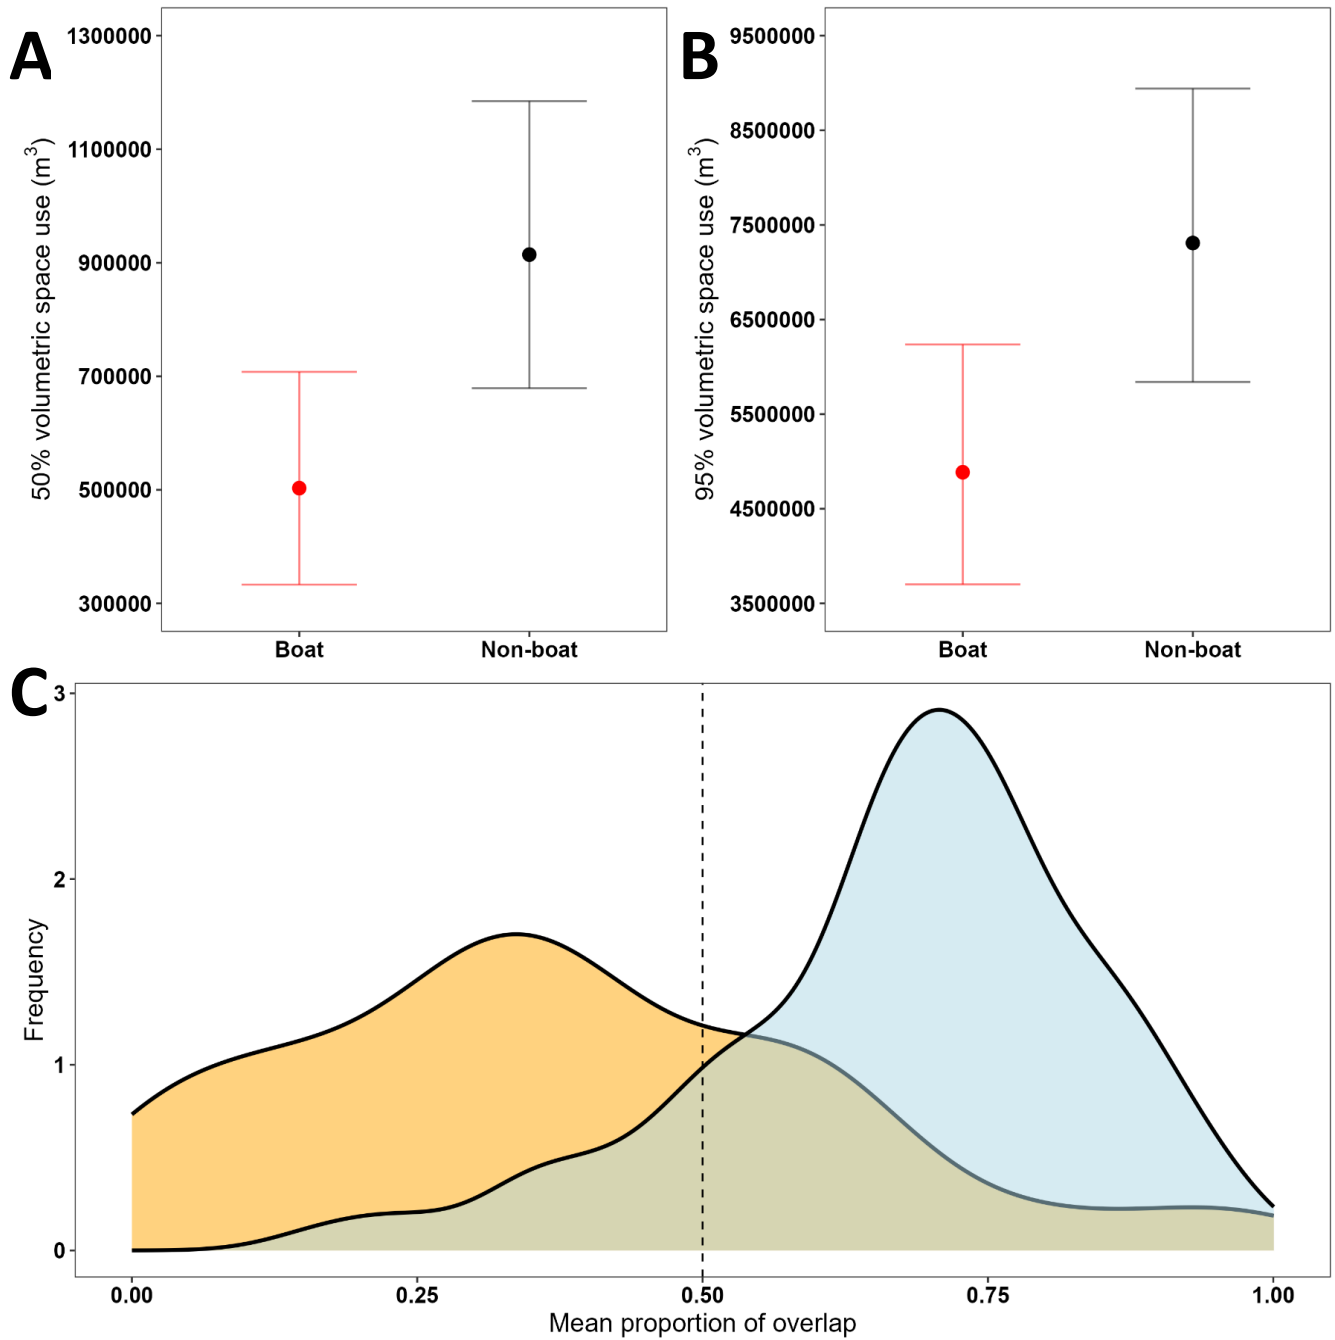 A
50% volumetric space use (m³)
1300000
1100000
900000
700000
500000
300000
Boat Non-boat
B
95% volumetric space use (m³)
9500000
8500000
7500000
6500000
5500000
4500000
3500000
Boat Non-boat
C
Frequency
3
2
1
0
0.00 0.25 0.50 0.75 1.00
Mean proportion of overlap